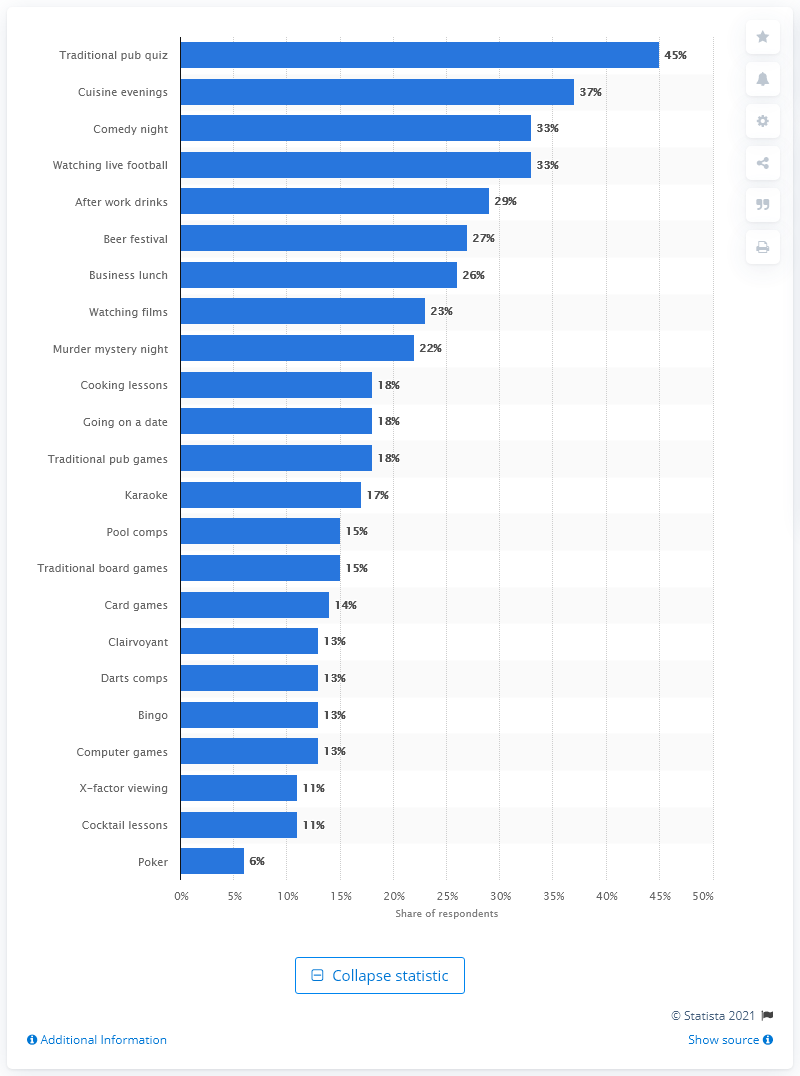 Traditional pub quiz 45%
Cuisine evenings 37%
Comedy night 33%
Watching live football 33%
After work drinks 29%
Beer festival 27%
Business lunch 26%
Watching films 23%
Murder mystery night 22%
Cooking lessons 18%
Going on a date 18%
Traditional pub games 18%
Karaoke 17%
Pool comps 15%
Traditional board games 15%
Card games 14%
Clairvoyant 13%
Darts comps 13%
Bingo 13%
Computer games 13%
X-factor viewing 11%
Cocktail lessons 11%
Poker 6%
0% 5% 10% 15% 20% 25% 30% 35% 40% 45% 50%
Share of respondents
Collapse statistic
© Statista 2021
Additional Information Show source